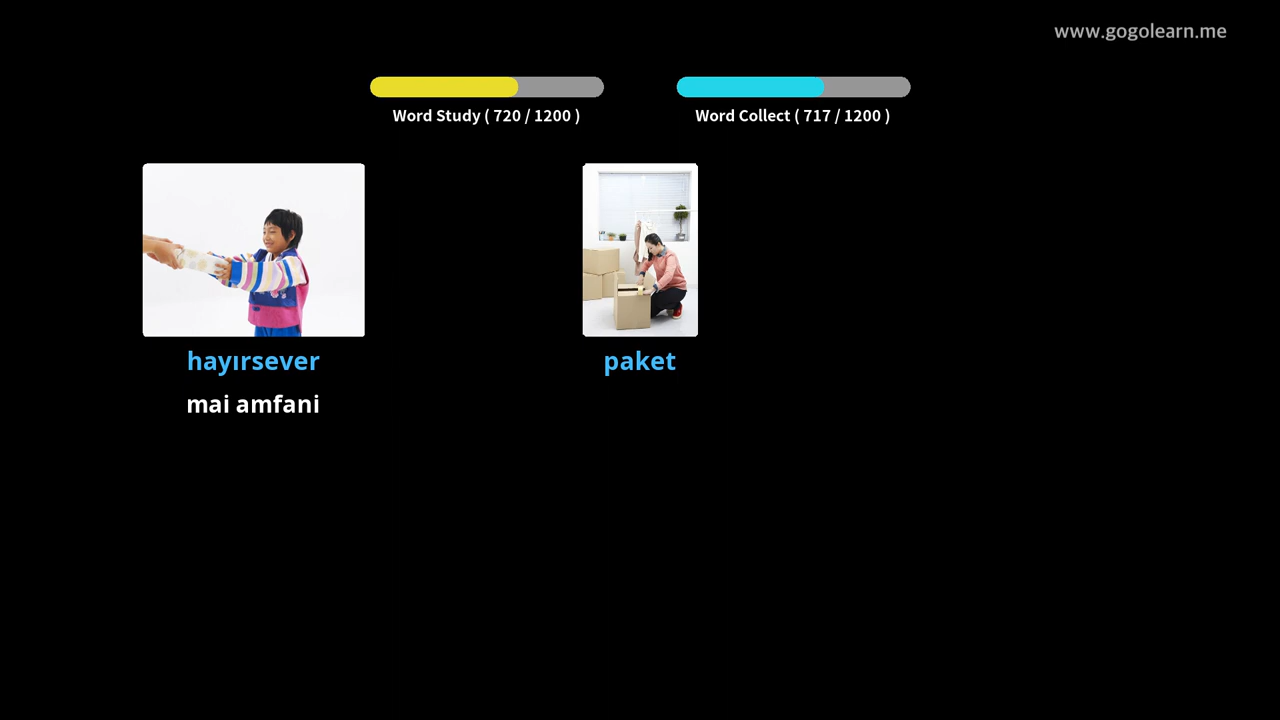 www.gogolearn.me
Word Study ( 720 / 1200 )
Word Collect ( 717 / 1200 )
hayırsever
mai amfani
paket